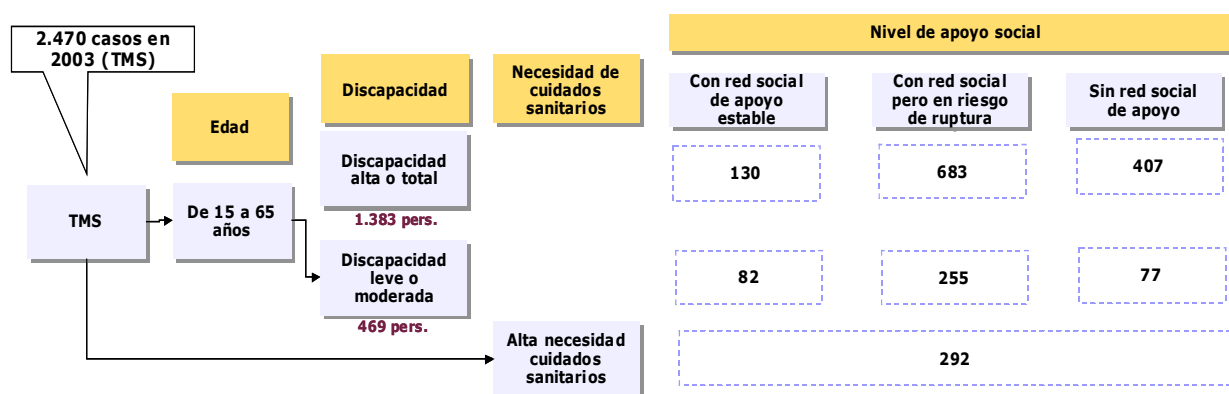 2.470 casos en
2003 (TMS)
Nivel de apoyo social
Edad
Discapacidad
Necesidad de
cuidados
sanitarios
Con red social
de apoyo
estable
Con red social
pero en riesgo
de ruptura
Sin red social
de apoyo
TMS
De 15 a 65
años
Discapacidad
alta o total
1.383 pers.
130
683
407
Discapacidad
leve o
moderada
469 pers.
82
255
77
Alta necesidad
cuidados
sanitarios
292